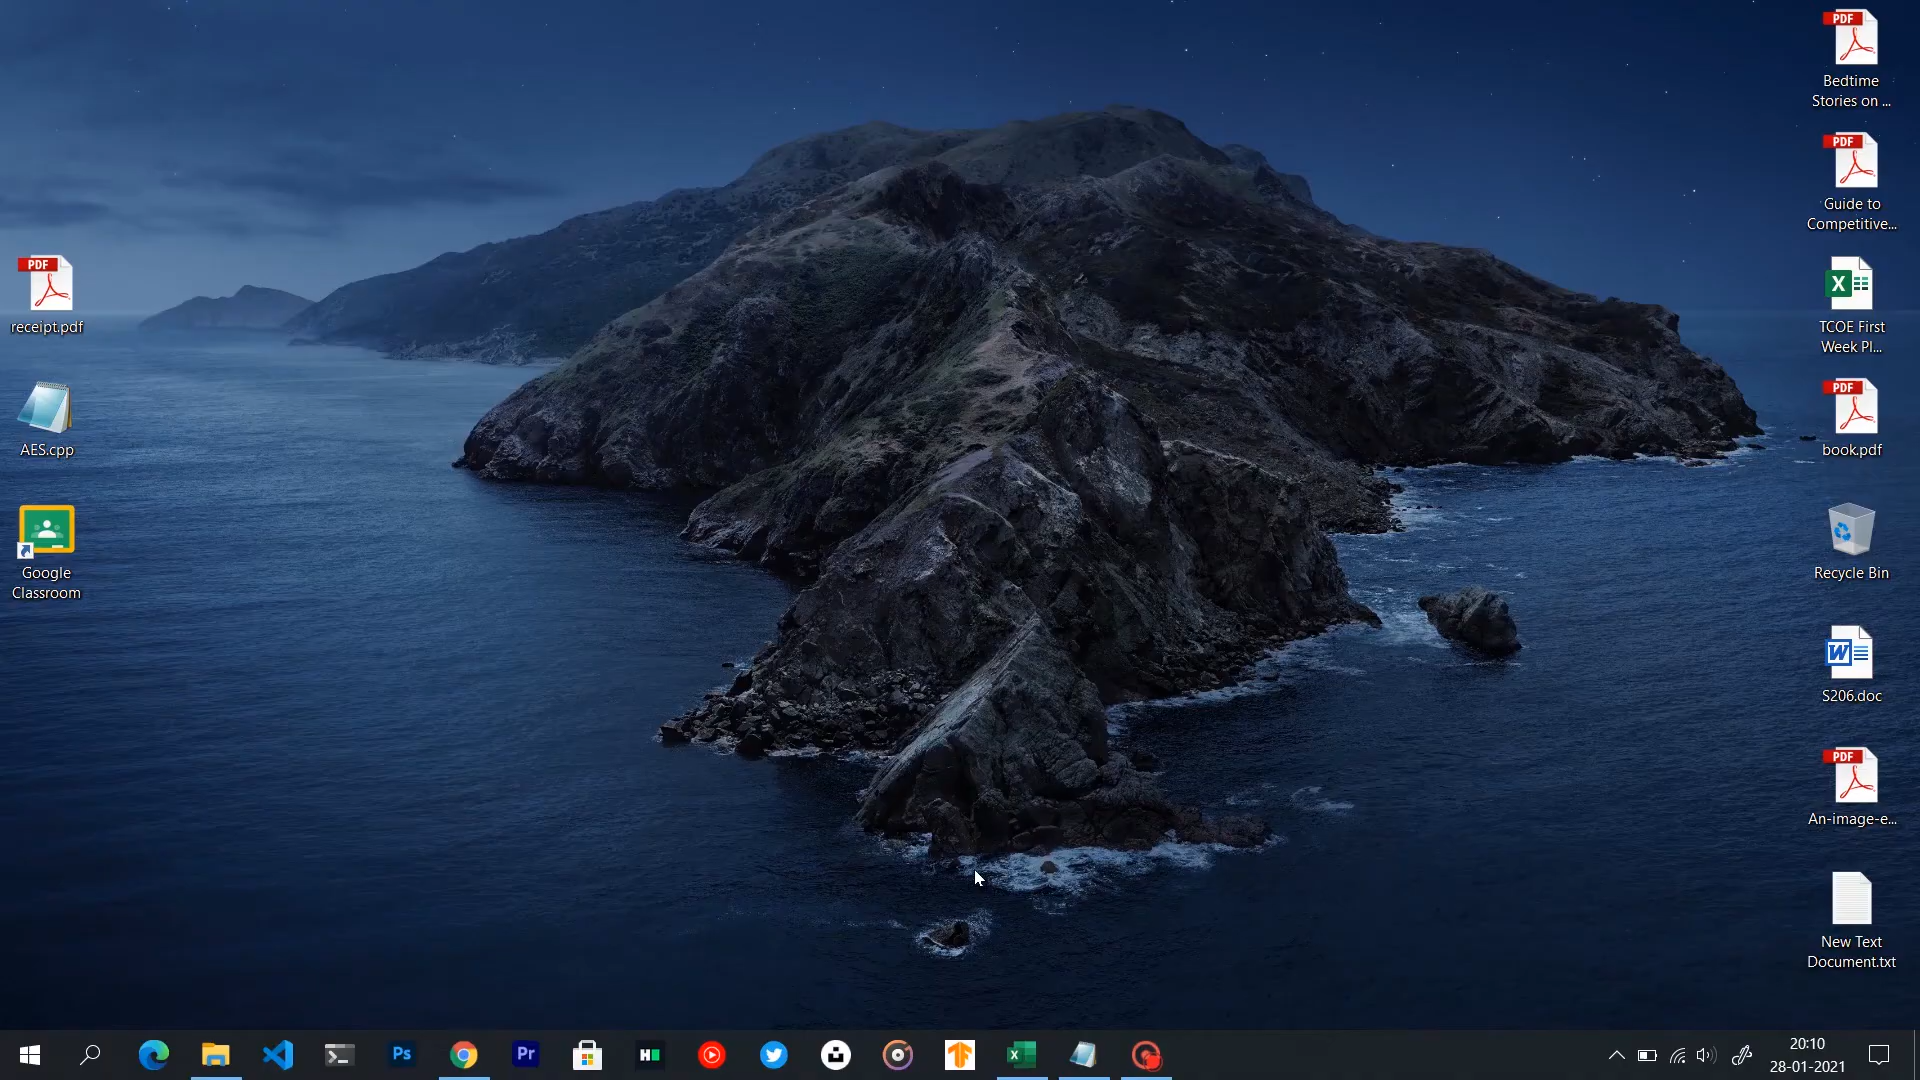 receipt.pdf
AES.cpp
Google
Classroom
PDF
Bedtime
Stories on ...
PDF
Guide to
Competitive...
X
TCOE First
Week Pl...
PDF
book.pdf
Recycle Bin
W
S206.doc
PDF
An-image-e...
New Text
Document.txt
PDF
Ps
Pr
H
X
20:10
28-01-2021